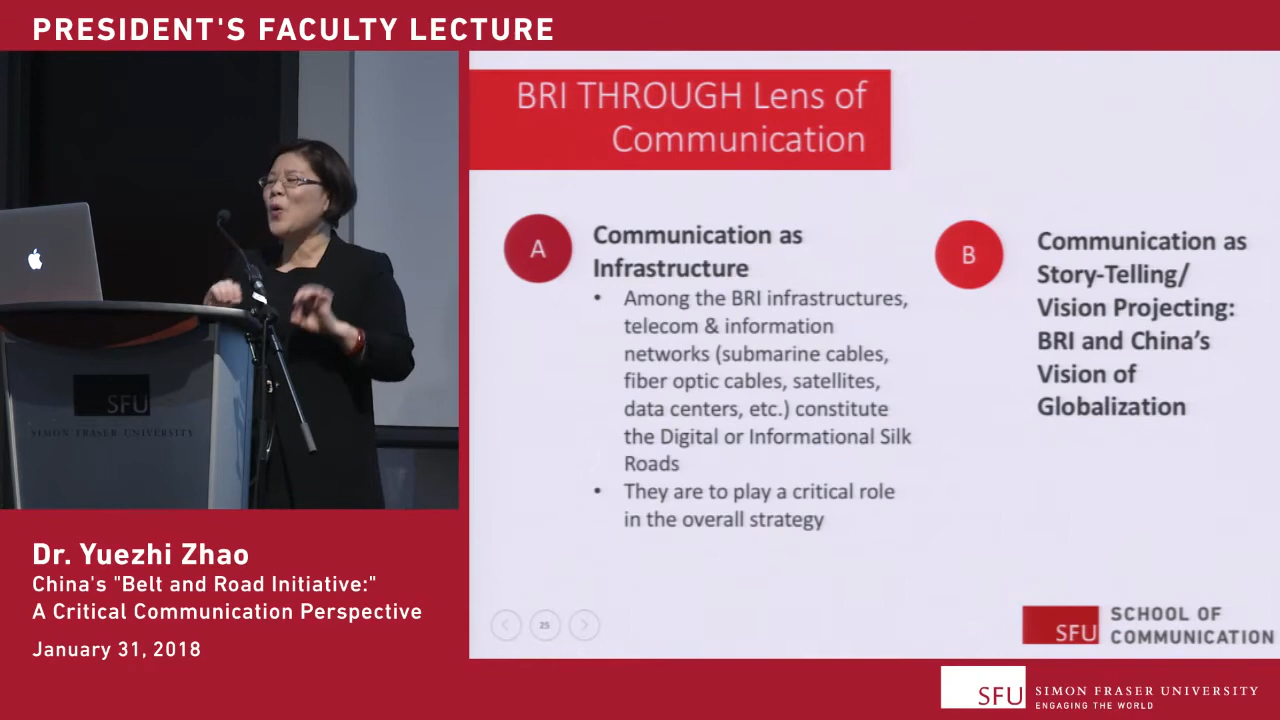 PRESIDENT'S FACULTY LECTURE
SFU
SIMON FRASER UNIVERSITY
Dr. Yuezhi Zhao
China's "Belt and Road Initiative:"
A Critical Communication Perspective
January 31, 2018
BRI THROUGH Lens of
Communication
A
Communication as
Infrastructure
• Among the BRI infrastructures,
telecom & information
networks (submarine cables,
fiber optic cables, satellites,
data centers, etc.) constitute
the Digital or Informational Silk
Roads
• They are to play a critical role
in the overall strategy
B
Communication as
Story-Telling/
Vision Projecting:
BRI and China's
Vision of
Globalization
25
SFU
SCHOOL OF
COMMUNICATION
SFU
SIMON FRASER UNIVERSITY
ENGAGING THE WORLD